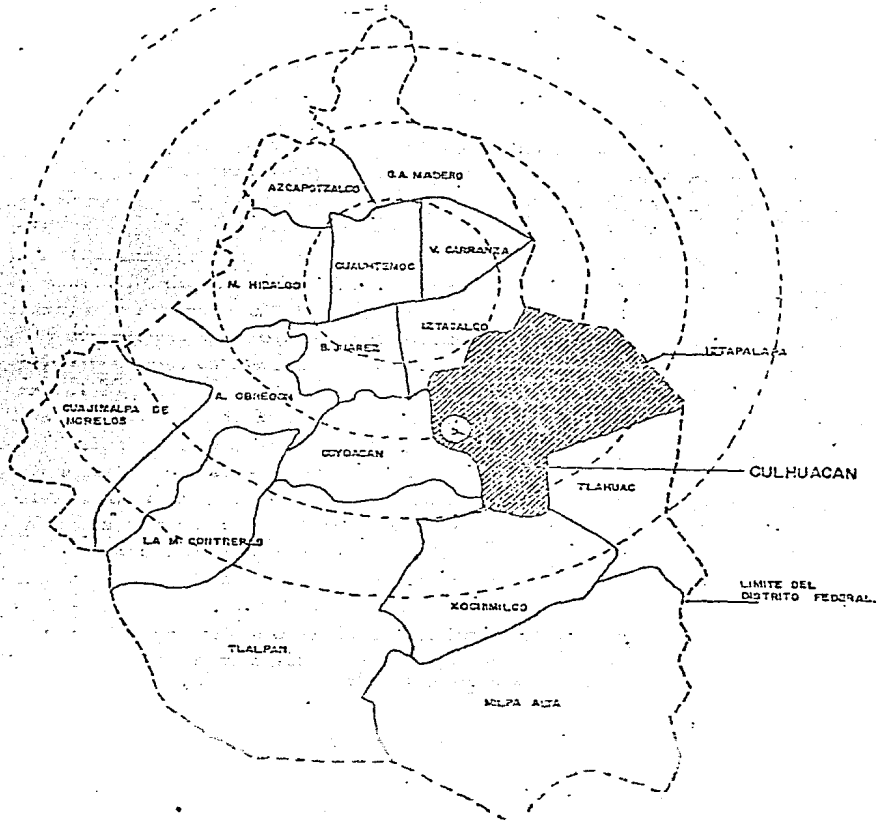 AZCAPOTZALCO
G.A. MADERO
V. CARRANZA
CUAUHTEMOC
M. HIDALGO
B. JUAREZ
IZTACALCO
IZTAPALAPA
A. OBREGON
CUAJIMALPA DE
MORELOS
COYOACAN
CULHUACAN
TLAHUAC
LA M. CONTRERAS
LIMITE DEL
DISTRITO FEDERAL.
XOCHIMILCO
TLALPAN.
MILPA ALTA